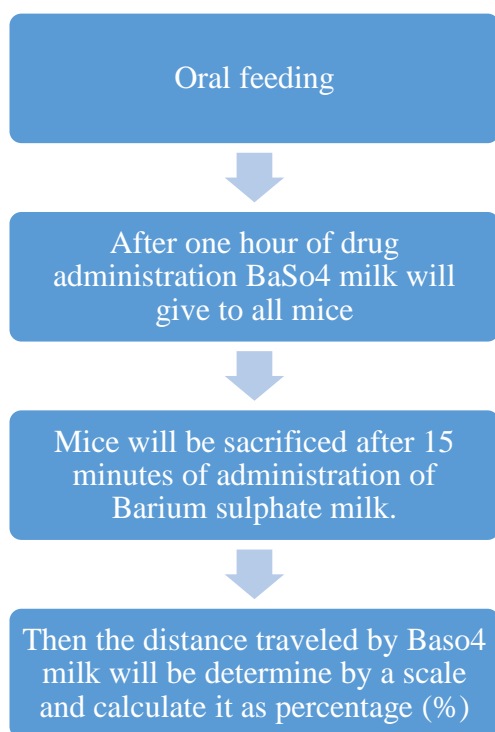 Oral feeding
After one hour of drug
administration BaSo4 milk will
give to all mice
Mice will be sacrificed after 15
minutes of administration of
Barium sulphate milk.
Then the distance traveled by Baso4
milk will be determine by a scale
and calculate it as percentage (%)